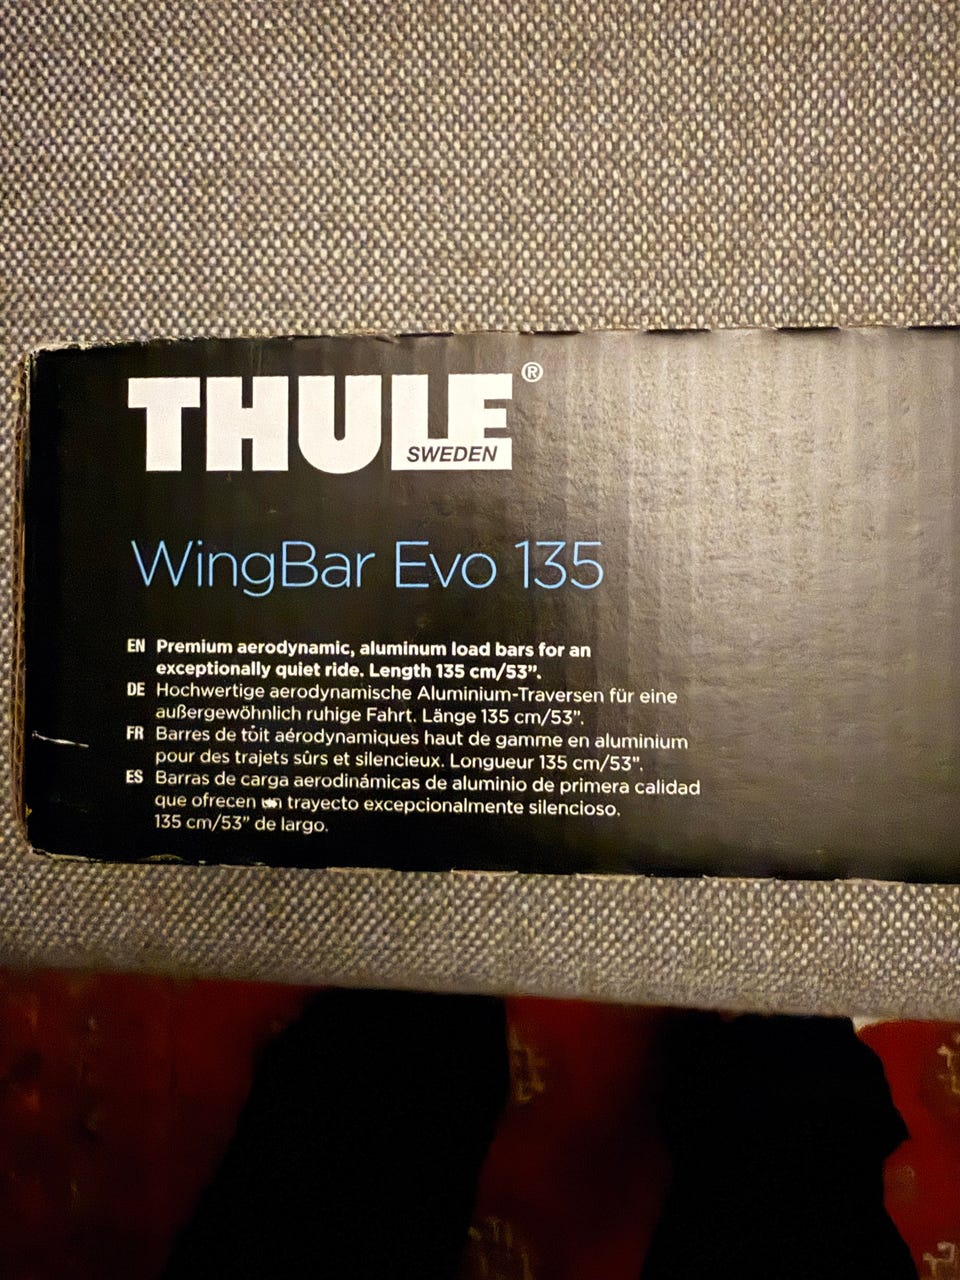 THULE®
SWEDEN
WingBar Evo 135
EN Premium aerodynamic, aluminum load bars for an
exceptionally quiet ride. Length 135 cm/53”.
DE Hochwertige aerodynamische Aluminium-Traversen für eine
außergewöhnlich ruhige Fahrt. Länge 135 cm/53”.
FR Barres de toit aérodynamiques haut de gamme en aluminium
pour des trajets sûrs et silencieux. Longueur 135 cm/53”.
ES Barras de carga aerodinámicas de aluminio de primera calidad
que ofrecen un trayecto excepcionalmente silencioso.
135 cm/53” de largo.